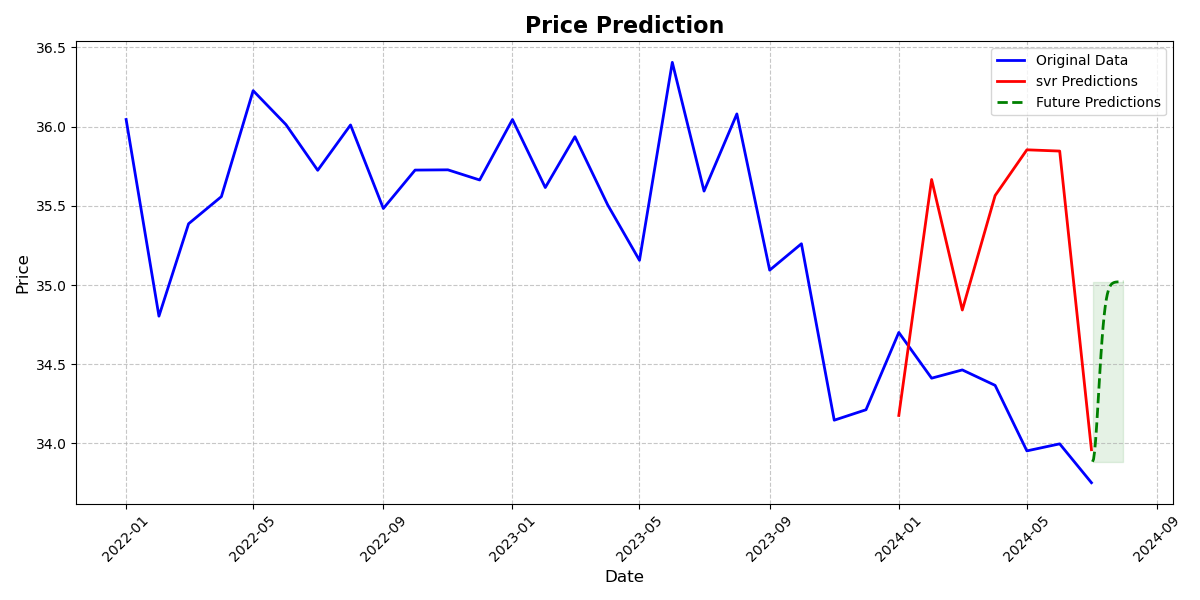 Price Prediction
Original Data
svr Predictions
Future Predictions
Price
36.5
36.0
35.5
35.0
34.5
34.0
2022-01
2022-05
2022-09
2023-01
2023-05
2023-09
2024-01
2024-05
2024-09
Date